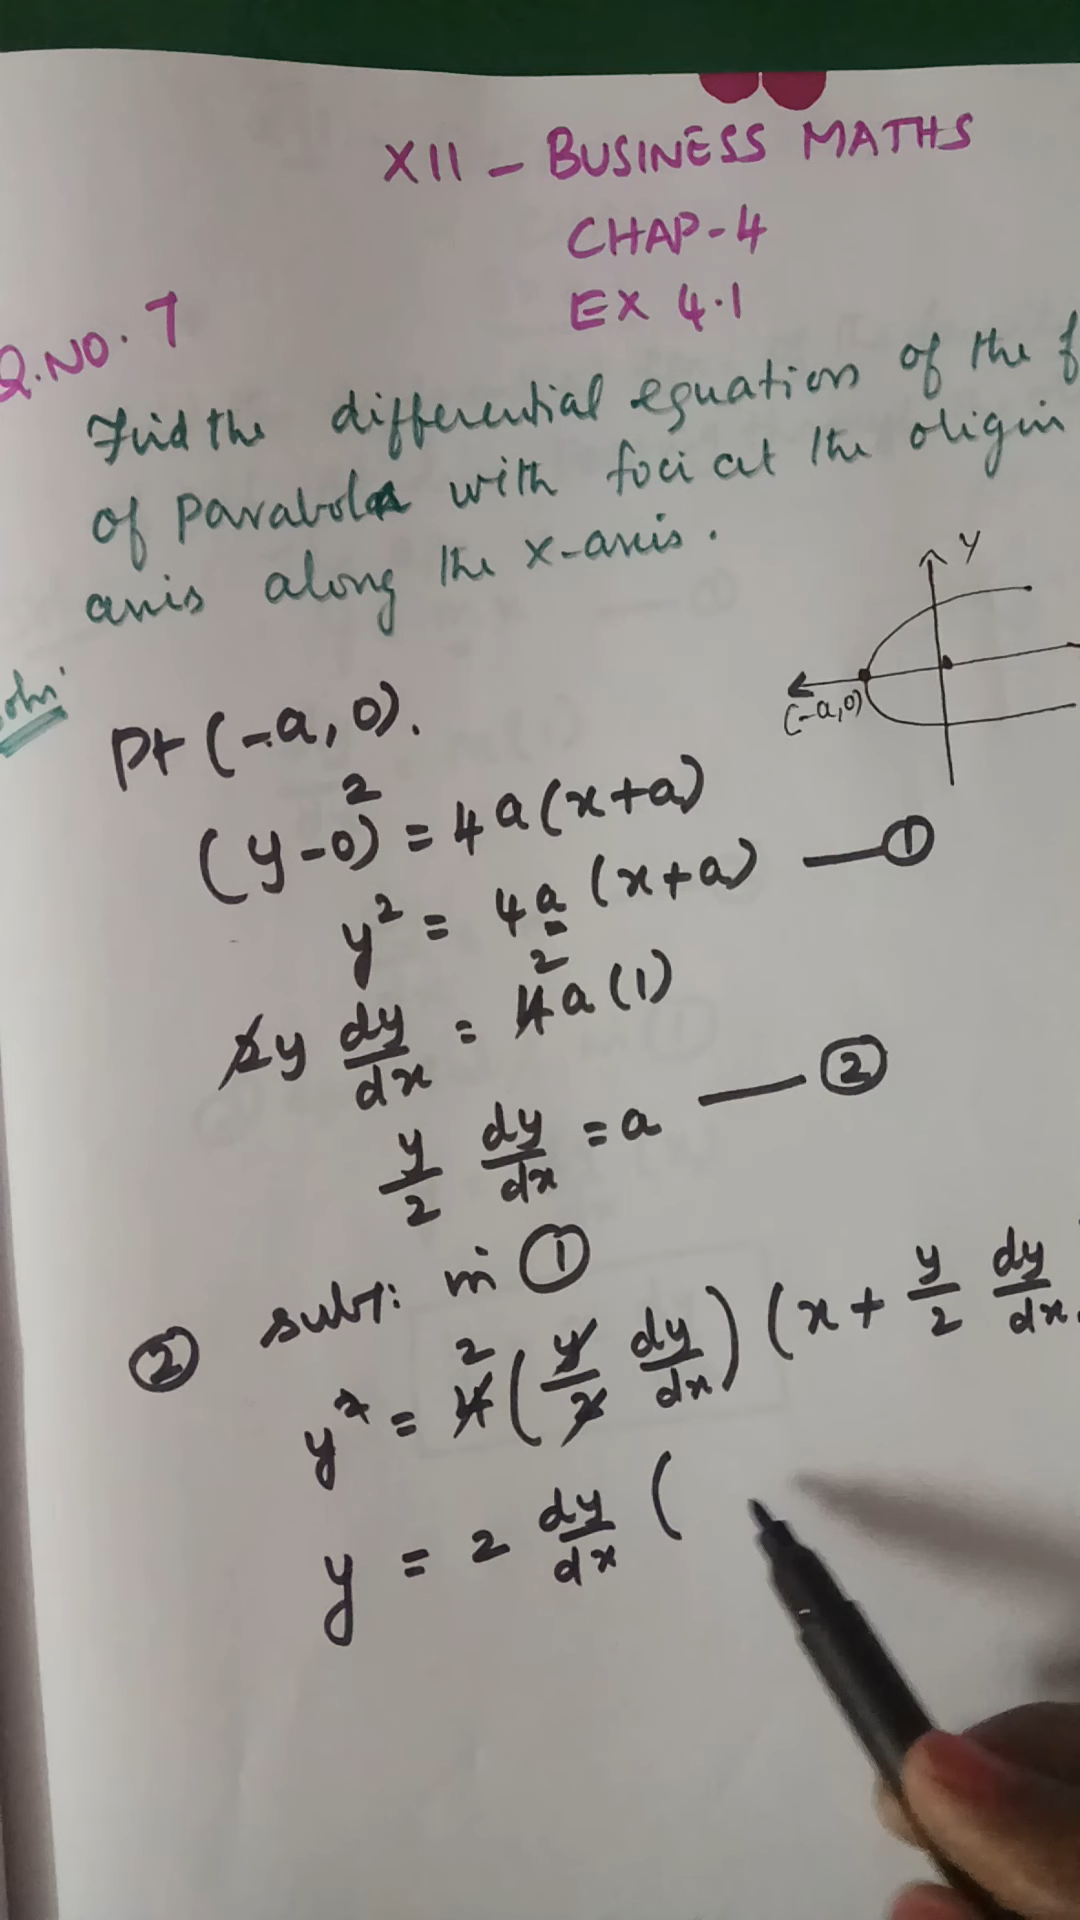 XII - BUSINESS MATHS
CHAP-4
EX 4.1
Q.NO. 7
Find the differential equation of the f
of Parabola with foci at the origin
axis along the x-axis.
Y
(-a,0)
Soln:
Pt (-a, 0).
(y-0)² = 4a(x+a)
y² = 4a (x+a) — ①
2y dy/dx = 4a(1)
2
y/2 dy/dx = a — ②
② subt: in ①
y² = 4(y/2 dy/dx)(x + y/2 dy/dx)
2
y = 2 dy/dx (